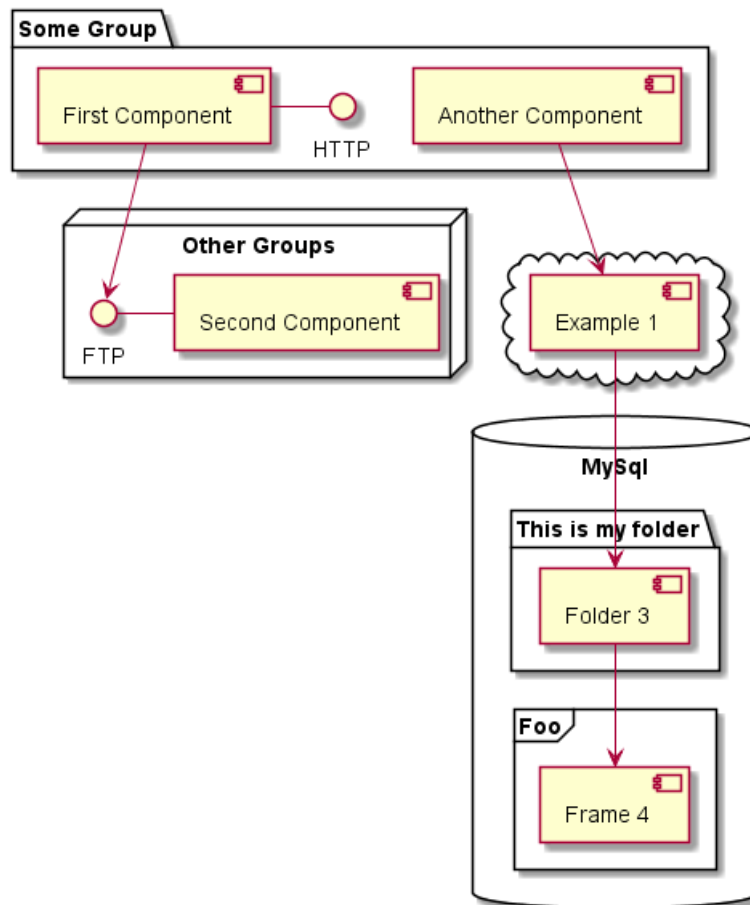 Some Group
First Component
HTTP
Another Component
Other Groups
FTP
Second Component
Example 1
MySql
This is my folder
Folder 3
Foo
Frame 4